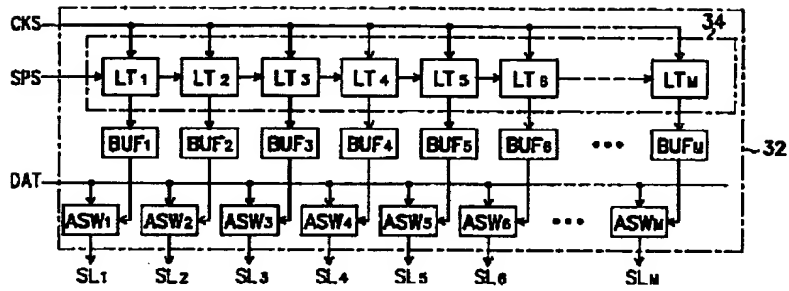 CKS 34
SPS LT1 LT2 LT3 LT4 LT5 LT6 LTM
BUF1 BUF2 BUF3 BUF4 BUF5 BUF6 ••• BUFM 32
DAT
ASW1 ASW2 ASW3 ASW4 ASW5 ASW6 ••• ASWM
SL1 SL2 SL3 SL4 SL5 SL6 SLM